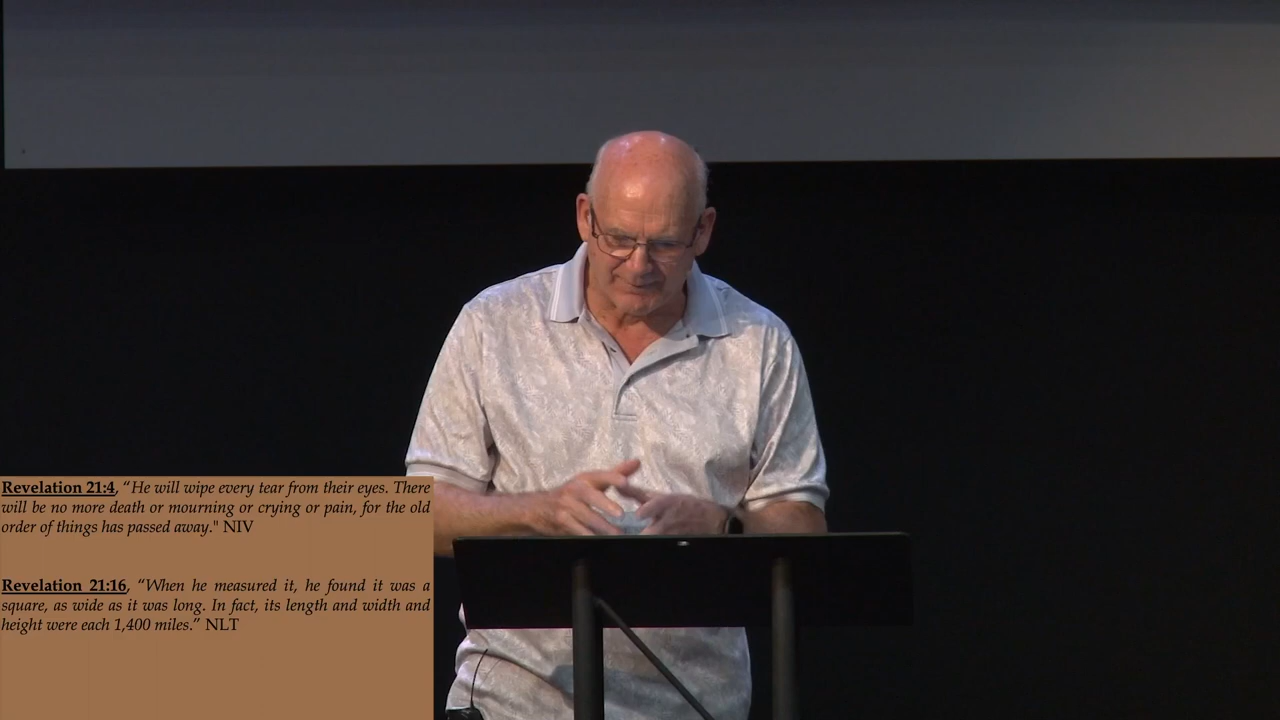 Revelation 21:4, “He will wipe every tear from their eyes. There
will be no more death or mourning or crying or pain, for the old
order of things has passed away." NIV
Revelation 21:16, “When he measured it, he found it was a
square, as wide as it was long. In fact, its length and width and
height were each 1,400 miles.” NLT